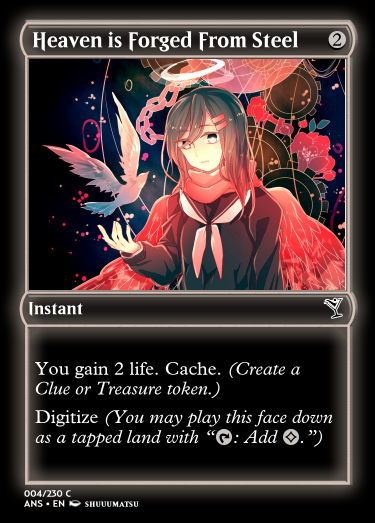 Heaven is Forged From Steel 2
Instant
You gain 2 life. Cache. (Create a
Clue or Treasure token.)
Digitize (You may play this face down
as a tapped land with “: Add .”)
004/230 C
ANS • EN SHUUUMATSU